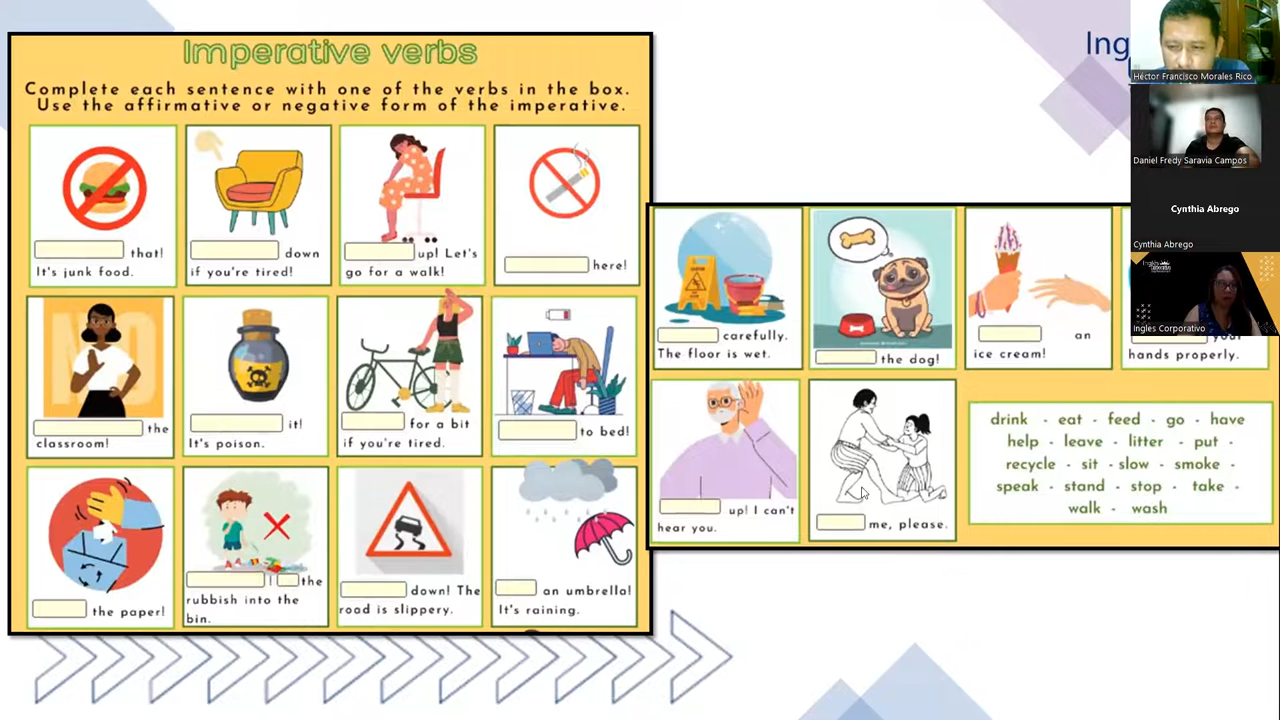 Imperative verbs
Complete each sentence with one of the verbs in the box.
Use the affirmative or negative form of the imperative.
that!
It's junk food.
down
if you're tired!
up! Let's
go for a walk!
here!
NO
the
classroom!
it!
It's poison.
for a bit
if you're tired.
to bed!
the paper!
! the
rubbish into the
bin.
down! The
road is slippery.
an umbrella!
It's raining.
carefully.
The floor is wet.
the dog!
an
ice cream!
your
hands properly.
up! I can't
hear you.
me, please.
drink - eat - feed - go - have
help - leave - litter - put -
recycle - sit - slow - smoke -
speak - stand - stop - take -
walk - wash
Ing
Héctor Francisco Morales Rico
Daniel Fredy Saravia Campos
Cynthia Abrego
Cynthia Abrego
Ingles Corporativo